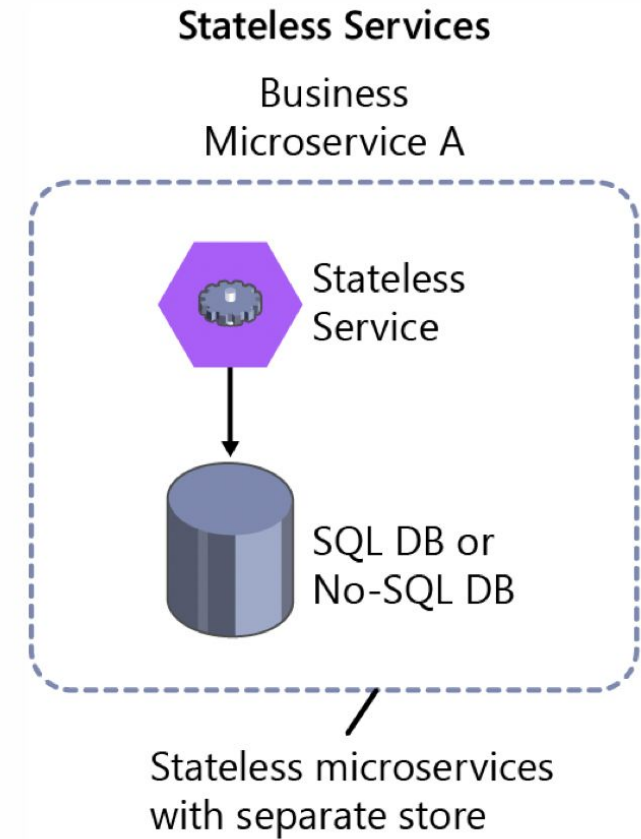 Stateless Services
Business
Microservice A
Stateless
Service
SQL DB or
No-SQL DB
Stateless microservices
with separate store